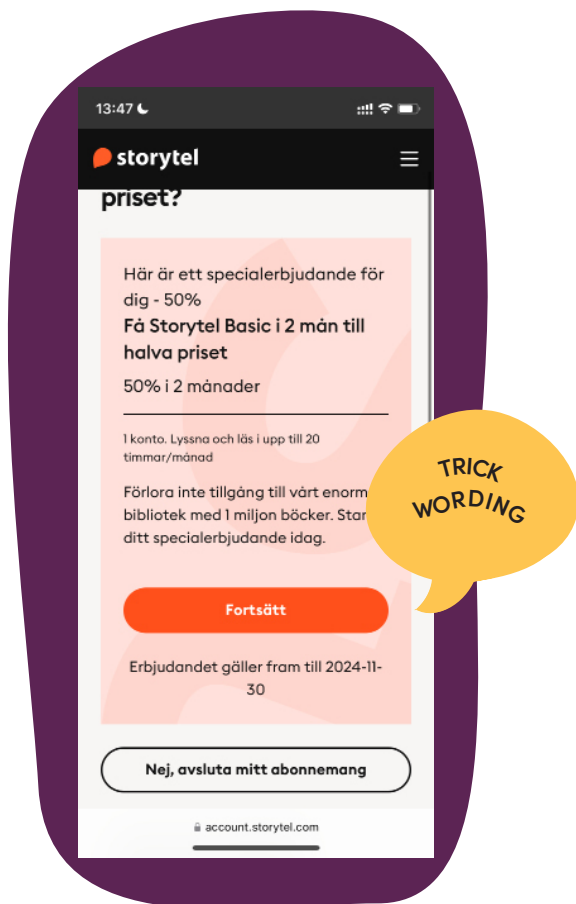 13:47
storytel
priset?
Här är ett specialerbjudande för
dig - 50%
Få Storytel Basic i 2 mån till
halva priset
50% i 2 månader
1 konto. Lyssna och läs i upp till 20
timmar/månad
Förlora inte tillgång till vårt enorm
bibliotek med 1 miljon böcker. Star
ditt specialerbjudande idag.
Fortsätt
Erbjudandet gäller fram till 2024-11-
30
Nej, avsluta mitt abonnemang
account.storytel.com
TRICK
WORDING